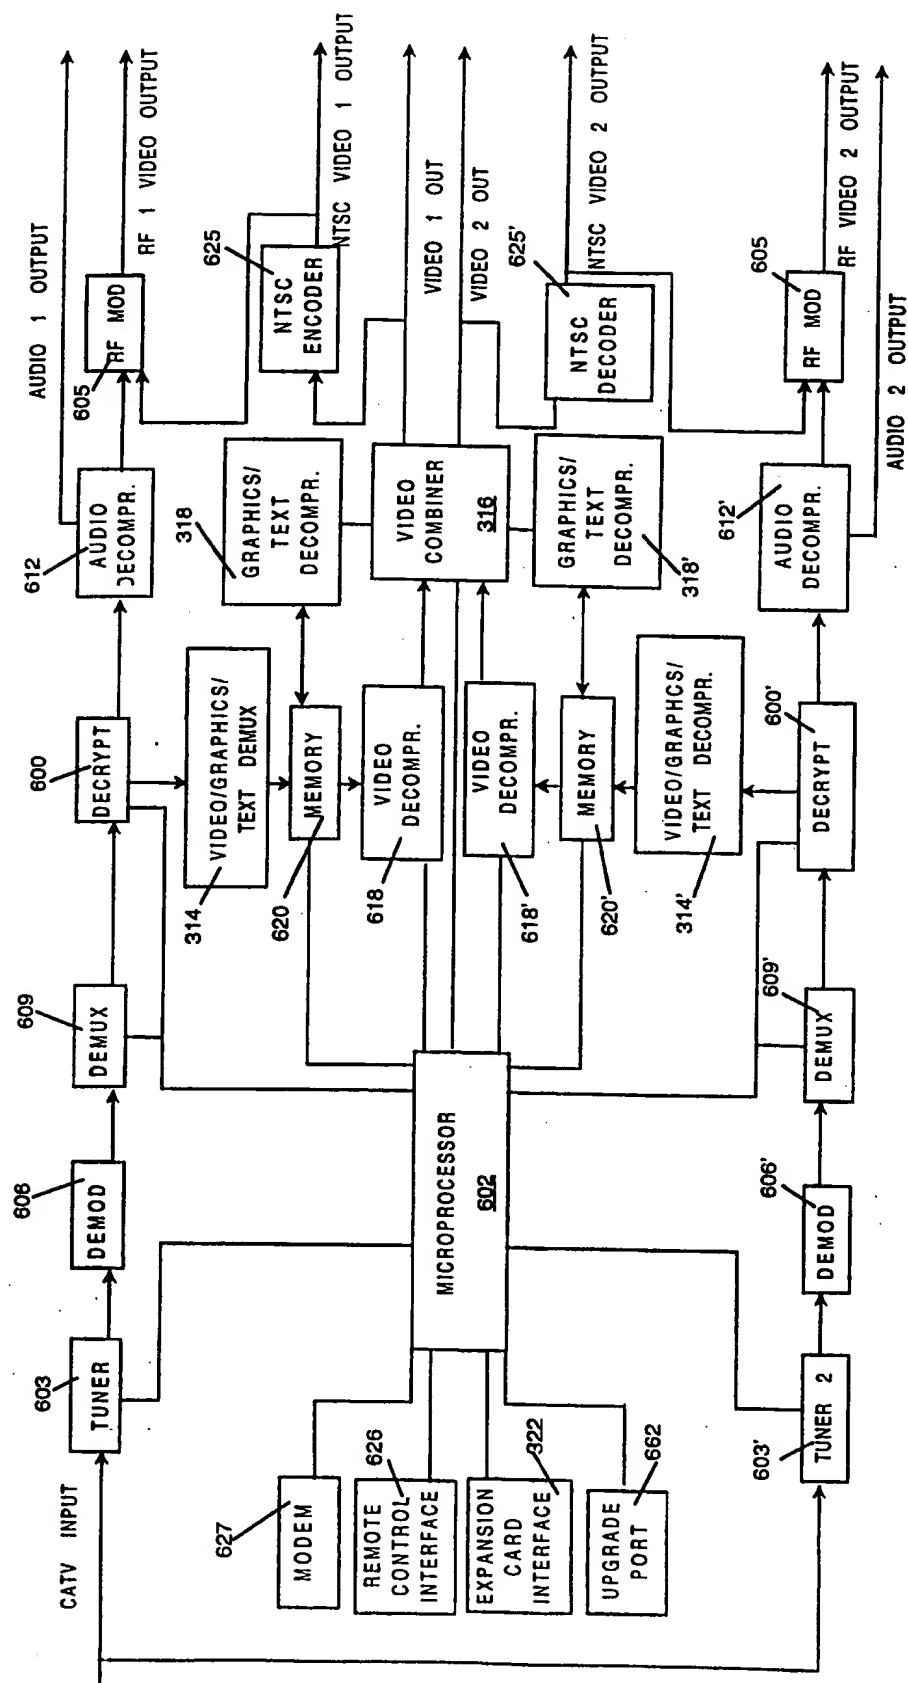 CATV INPUT
603
TUNER
606
DEMOD
609
DEMUX
600
DECRYPT
612
AUDIO
DECOMPR.
AUDIO 1 OUTPUT
605
RF MOD
RF 1 VIDEO OUTPUT
314
VIDEO/GRAPHICS/
TEXT DEMUX
318
GRAPHICS/
TEXT
DECOMPR.
625
NTSC
ENCODER
NTSC VIDEO 1 OUTPUT
627
MODEM
620
MEMORY
618
VIDEO
DECOMPR.
626
REMOTE
CONTROL
INTERFACE
MICROPROCESSOR
602
VIDEO
COMBINER
316
VIDEO 1 OUT
VIDEO 2 OUT
322
EXPANSION
CARD
INTERFACE
618'
VIDEO
DECOMPR.
662
UPGRADE
PORT
620'
MEMORY
318'
GRAPHICS/
TEXT
DECOMPR.
625'
NTSC
DECODER
NTSC VIDEO 2 OUTPUT
314'
VIDEO/GRAPHCS/
TEXT DECOMPR.
603'
TUNER 2
606'
DEMOD
609'
DEMUX
600'
DECRYPT
612'
AUDIO
DECOMPR.
605
RF MOD
RF VIDEO 2 OUTPUT
AUDIO 2 OUTPUT